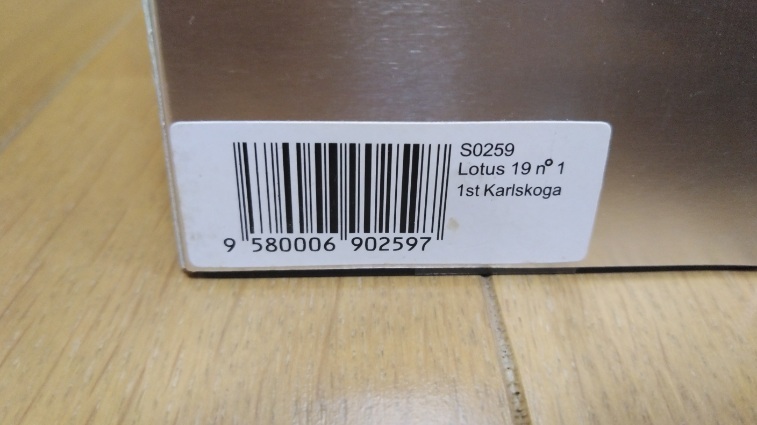 S0259
Lotus 19 nº 1
1st Karlskoga
9 580006 902597